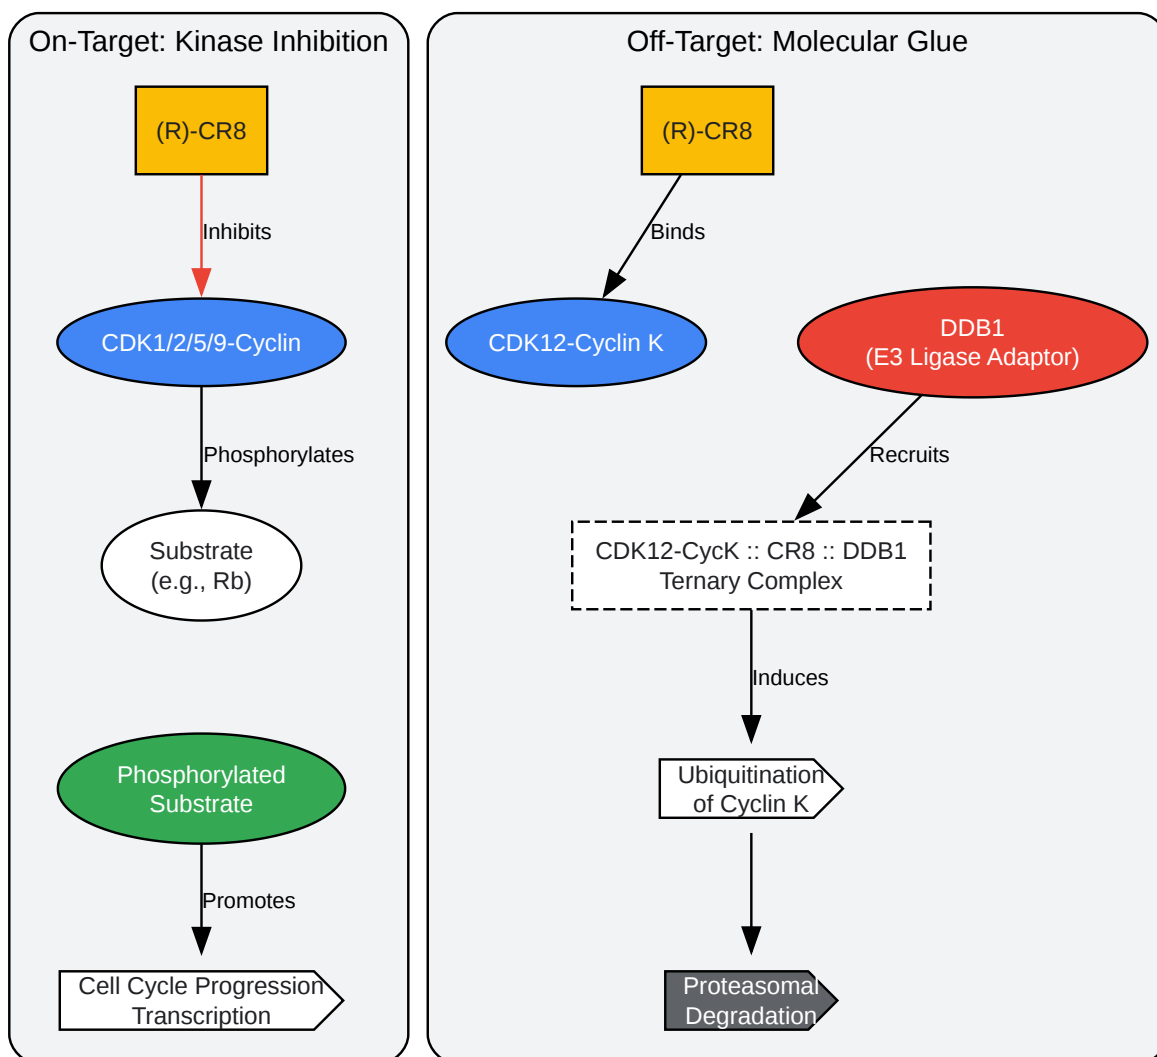 On-Target: Kinase Inhibition
(R)-CR8
Inhibits
CDK1/2/5/9-Cyclin
Phosphorylates
Substrate
(e.g., Rb)
Phosphorylated
Substrate
Promotes
Cell Cycle Progression
Transcription
Off-Target: Molecular Glue
(R)-CR8
Binds
CDK12-Cyclin K
DDB1
(E3 Ligase Adaptor)
Recruits
CDK12-CycK :: CR8 :: DDB1
Ternary Complex
Induces
Ubiquitination
of Cyclin K
Proteasomal
Degradation